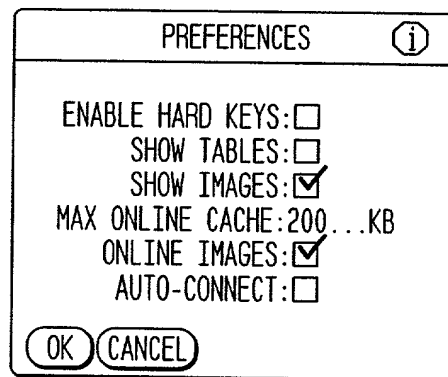 PREFERENCES i
ENABLE HARD KEYS:
SHOW TABLES:
SHOW IMAGES:
MAX ONLINE CACHE:200...KB
ONLINE IMAGES:
AUTO-CONNECT:
OK CANCEL